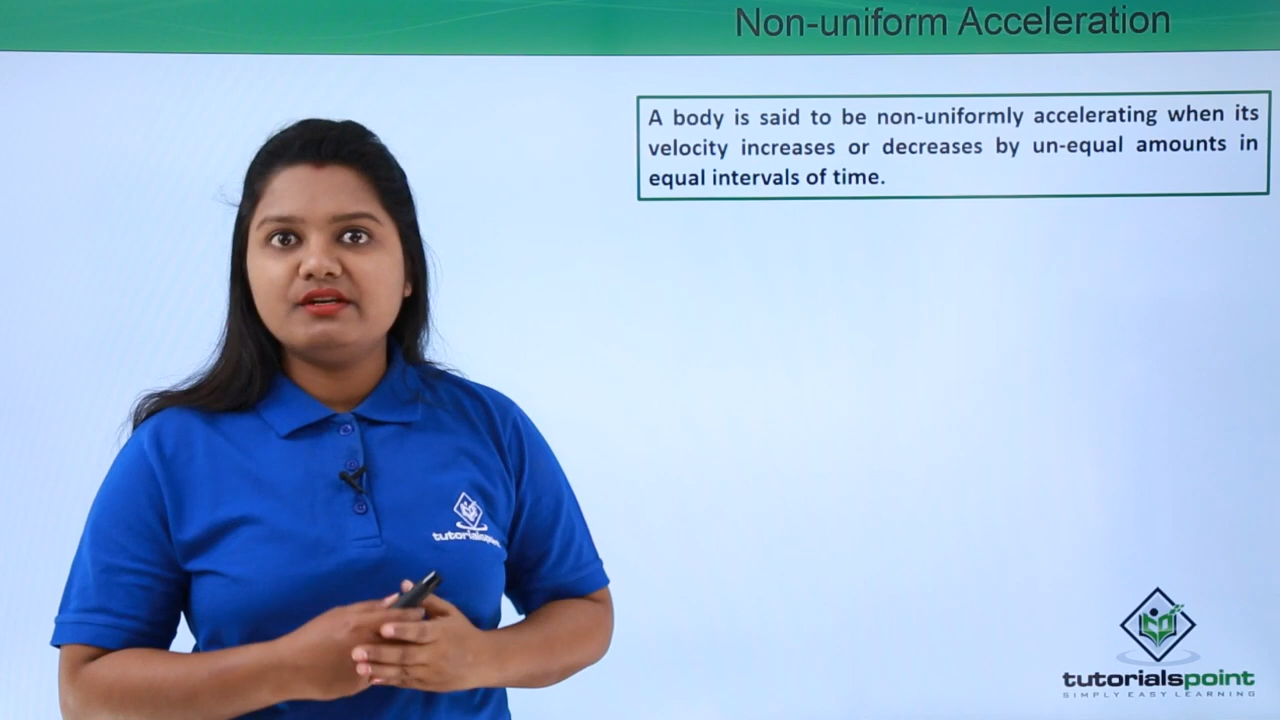 Non-uniform Acceleration
A body is said to be non-uniformly accelerating when its
velocity increases or decreases by un-equal amounts in
equal intervals of time.
tutorialspoint
tutorialspoint
SIMPLY EASY LEARNING